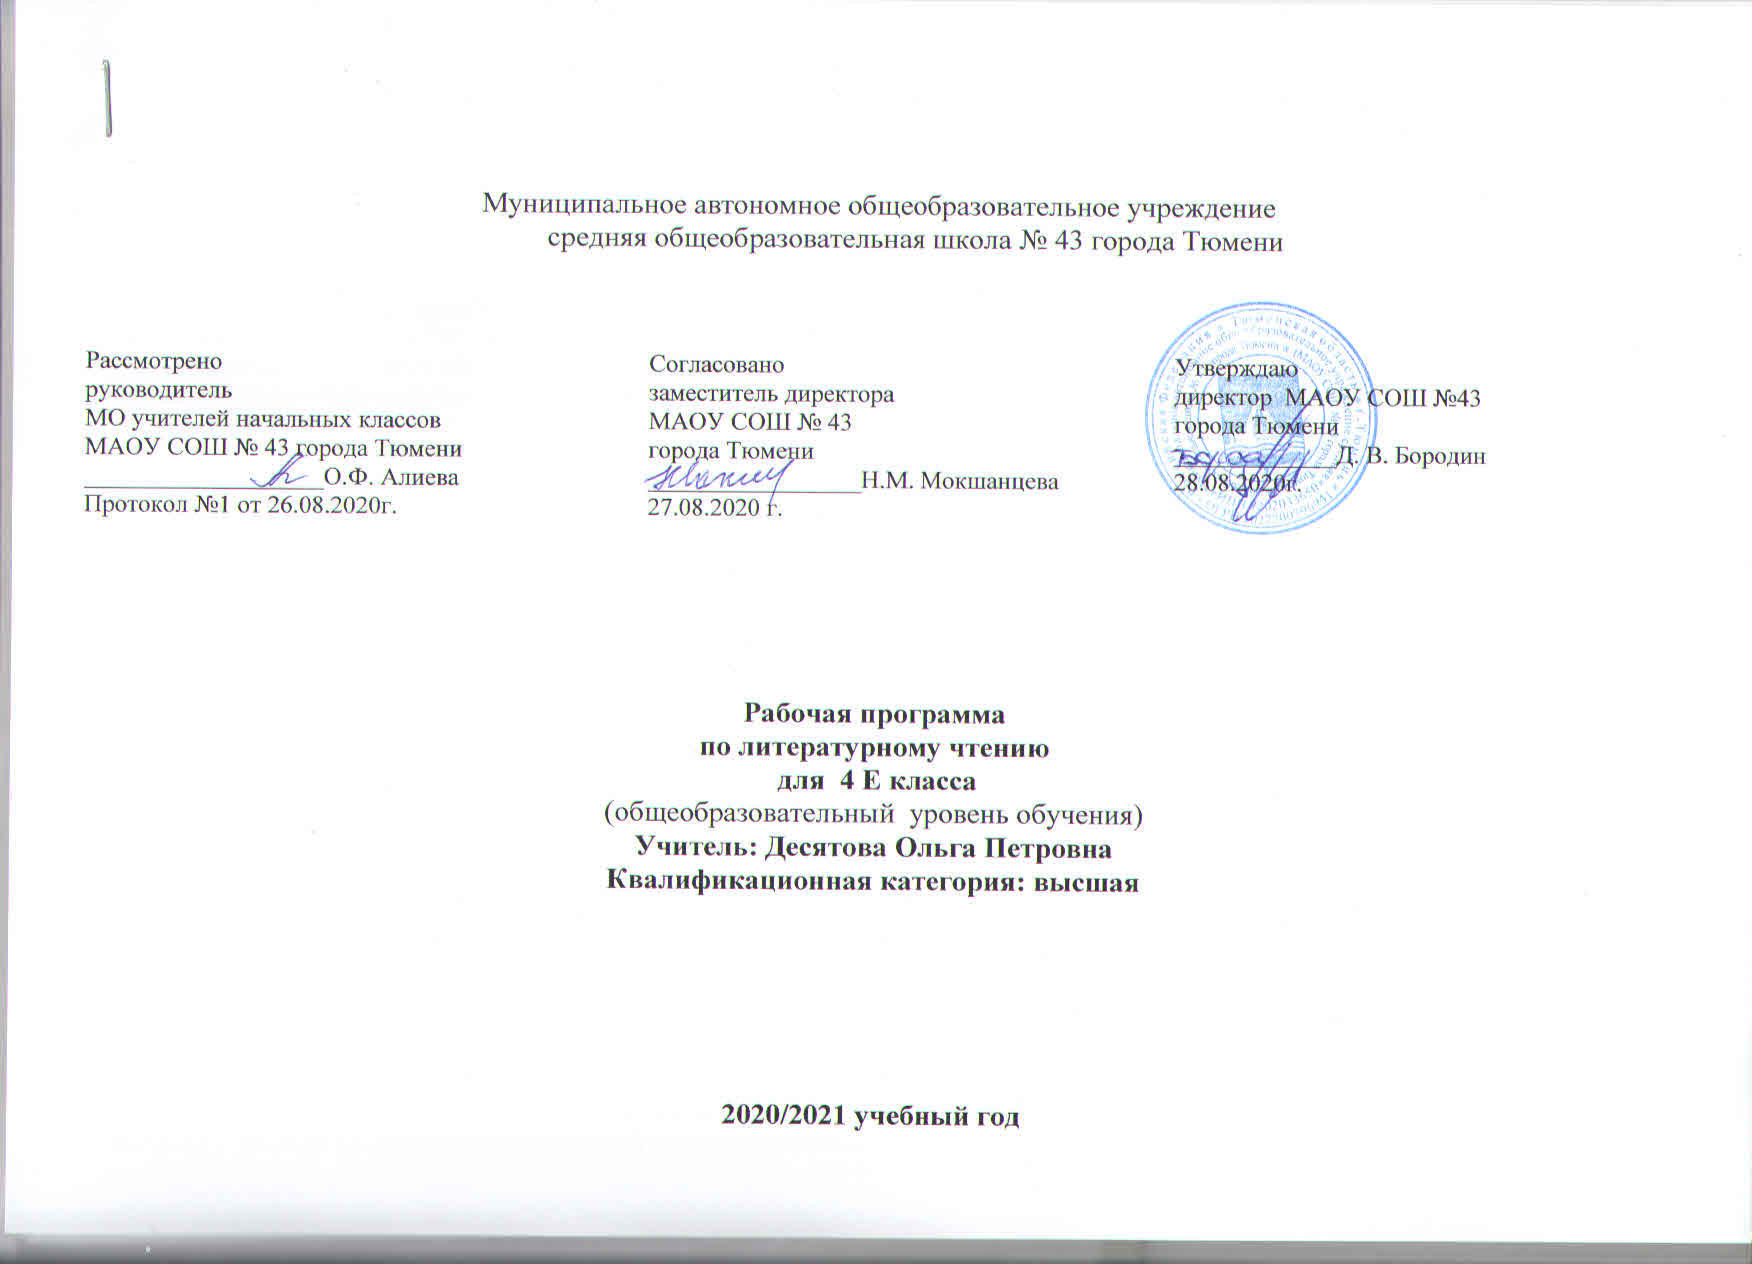 Муниципальное автономное общеобразовательное учреждение
средняя общеобразовательная школа № 43 города Тюмени
Рассмотрено
руководитель
МО учителей начальных классов
МАОУ СОШ № 43 города Тюмени
О.Ф. Алиева
Протокол №1 от 26.08.2020г.
Согласовано
заместитель директора
МАОУ СОШ № 43
города Тюмени
Н.М. Мокшанцева
27.08.2020 г.
Утверждаю
директор МАОУ СОШ №43
города Тюмени
Д. В. Бородин
28.08.2020г.
Рабочая программа
по литературному чтению
для 4 Е класса
(общеобразовательный уровень обучения)
Учитель: Десятова Ольга Петровна
Квалификационная категория: высшая
2020/2021 учебный год